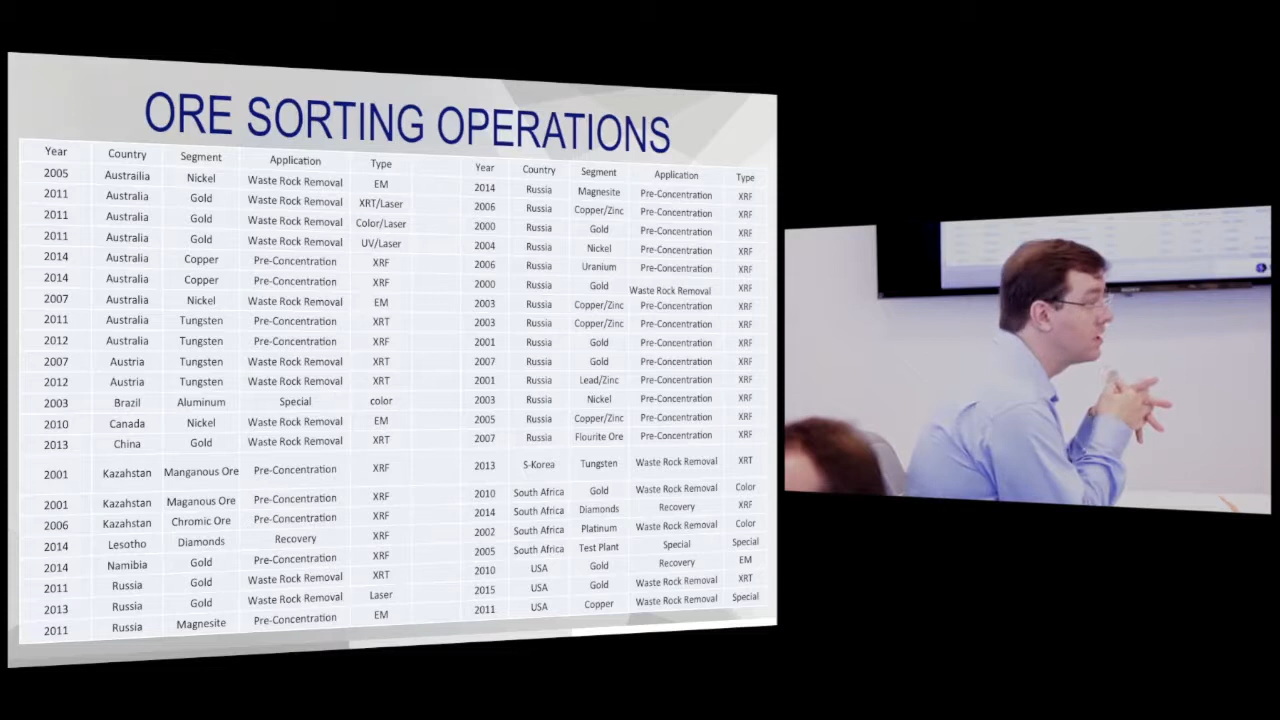 ORE SORTING OPERATIONS
Year Country Segment Application Type Year Country Segment Application Type
2005 Austrailia Nickel Waste Rock Removal EM 2014 Russia Magnesite Pre-Concentration XRF
2011 Australia Gold Waste Rock Removal XRT/Laser 2006 Russia Copper/Zinc Pre-Concentration XRF
2011 Australia Gold Waste Rock Removal Color/Laser 2000 Russia Gold Pre-Concentration XRF
2011 Australia Gold Waste Rock Removal UV/Laser 2004 Russia Nickel Pre-Concentration XRF
2014 Australia Copper Pre-Concentration XRF 2006 Russia Uranium Pre-Concentration XRF
2014 Australia Copper Pre-Concentration XRF 2000 Russia Gold Waste Rock Removal XRF
2007 Australia Nickel Waste Rock Removal EM 2003 Russia Copper/Zinc Pre-Concentration XRF
2011 Australia Tungsten Pre-Concentration XRT 2003 Russia Copper/Zinc Pre-Concentration XRF
2012 Australia Tungsten Pre-Concentration XRF 2001 Russia Gold Pre-Concentration XRF
2007 Austria Tungsten Waste Rock Removal XRT 2007 Russia Gold Pre-Concentration XRF
2012 Austria Tungsten Waste Rock Removal XRT 2001 Russia Lead/Zinc Pre-Concentration XRF
2003 Brazil Aluminum Special color 2003 Russia Nickel Pre-Concentration XRF
2010 Canada Nickel Waste Rock Removal EM 2005 Russia Copper/Zinc Pre-Concentration XRF
2013 China Gold Waste Rock Removal XRT 2007 Russia Flourite Ore Pre-Concentration XRF
2001 Kazahstan Manganous Ore Pre-Concentration XRF 2013 S-Korea Tungsten Waste Rock Removal XRT
2001 Kazahstan Maganous Ore Pre-Concentration XRF 2010 South Africa Gold Waste Rock Removal Color
2006 Kazahstan Chromic Ore Pre-Concentration XRF 2014 South Africa Diamonds Recovery XRF
2014 Lesotho Diamonds Recovery XRF 2002 South Africa Platinum Waste Rock Removal Color
2014 Namibia Gold Pre-Concentration XRF 2005 South Africa Test Plant Special Special
2011 Russia Gold Waste Rock Removal XRT 2010 USA Gold Recovery EM
2013 Russia Gold Waste Rock Removal Laser 2015 USA Gold Waste Rock Removal XRT
2011 Russia Magnesite Pre-Concentration EM 2011 USA Copper Waste Rock Removal Special
SONY